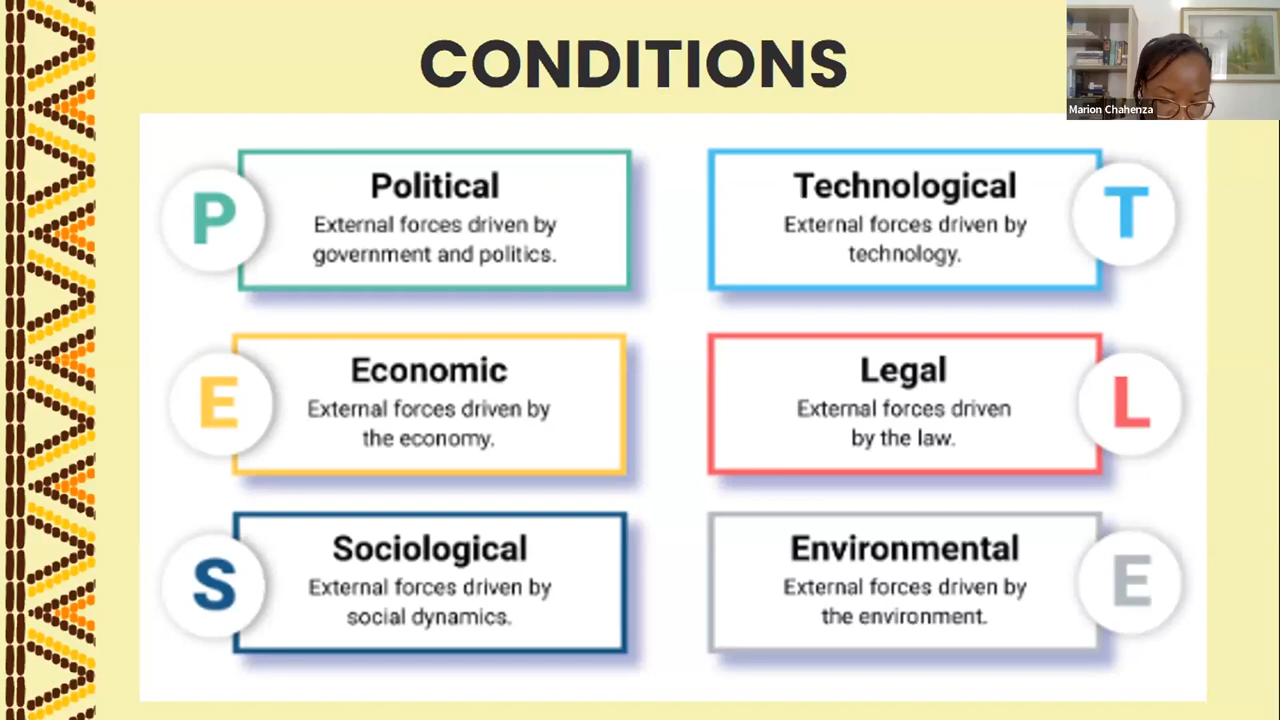 CONDITIONS
Marion Chahenza
P
Political
External forces driven by
government and politics.
Technological
External forces driven by
technology.
T
E
Economic
External forces driven by
the economy.
Legal
External forces driven
by the law.
L
S
Sociological
External forces driven by
social dynamics.
Environmental
External forces driven by
the environment.
E